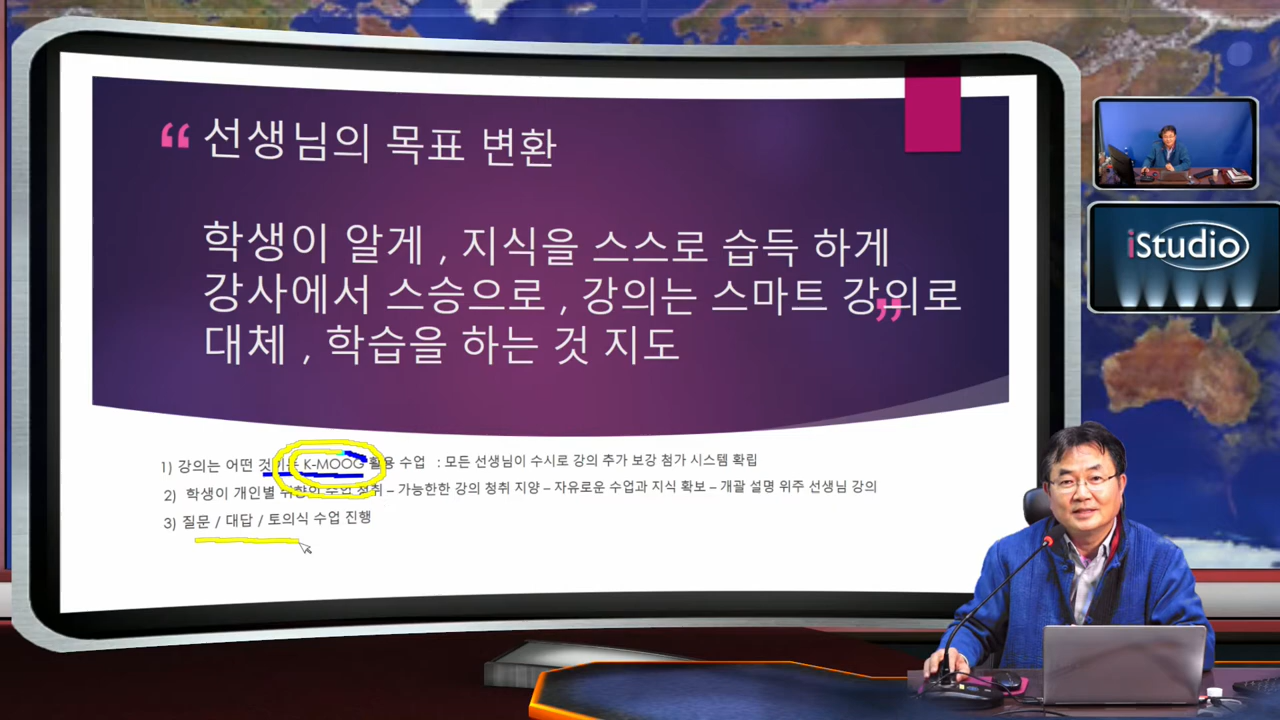 “ 선생님의 목표 변환
학생이 알게 , 지식을 스스로 습득 하게
강사에서 스승으로 , 강의는 스마트 강의로 ”
대체 , 학습을 하는 것 지도
1) 강의는 어떤 것이든 K-MOOG 활용 수업 : 모든 선생님이 수시로 강의 추가 보강 첨가 시스템 확립
2) 학생이 개인별 취향의 수업 청취 – 가능한한 강의 청취 지양 – 자유로운 수업과 지식 확보 – 개괄 설명 위주 선생님 강의
3) 질문 / 대답 / 토의식 수업 진행
iStudio